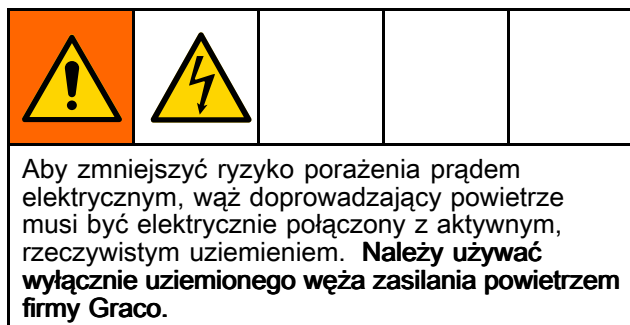 Aby zmniejszyć ryzyko porażenia prądem
elektrycznym, wąż doprowadzający powietrze
musi być elektrycznie połączony z aktywnym,
rzeczywistym uziemieniem. Należy używać
wyłącznie uziemionego węża zasilania powietrzem
firmy Graco.